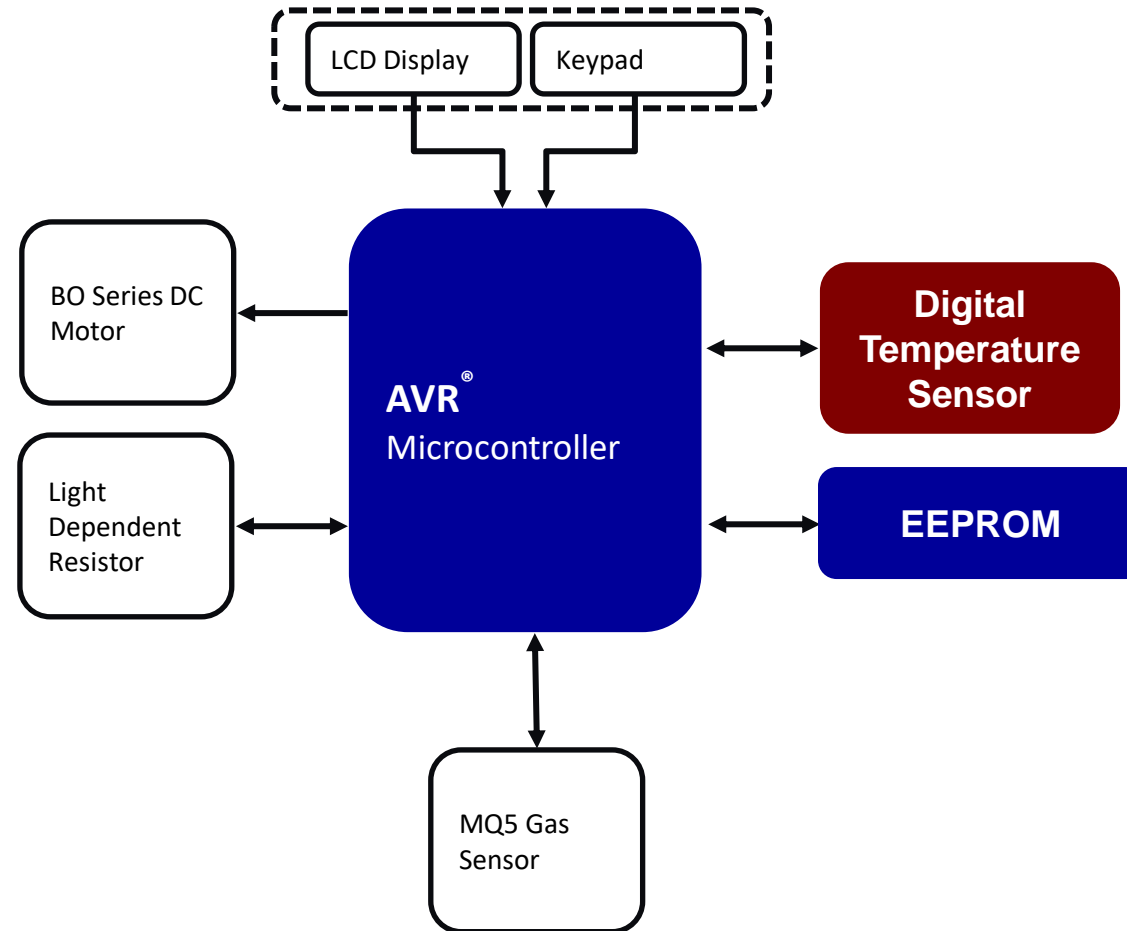 LCD Display
Keypad
BO Series DC
Motor
AVR®
Microcontroller
Digital
Temperature
Sensor
Light
Dependent
Resistor
EEPROM
MQ5 Gas
Sensor